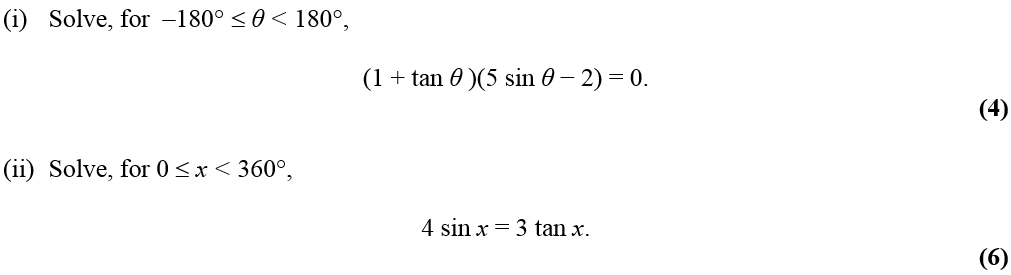 (i) Solve, for –180° ≤ θ < 180°,
(1 + tan θ )(5 sin θ − 2) = 0.
(4)
(ii) Solve, for 0 ≤ x < 360°,
4 sin x = 3 tan x.
(6)